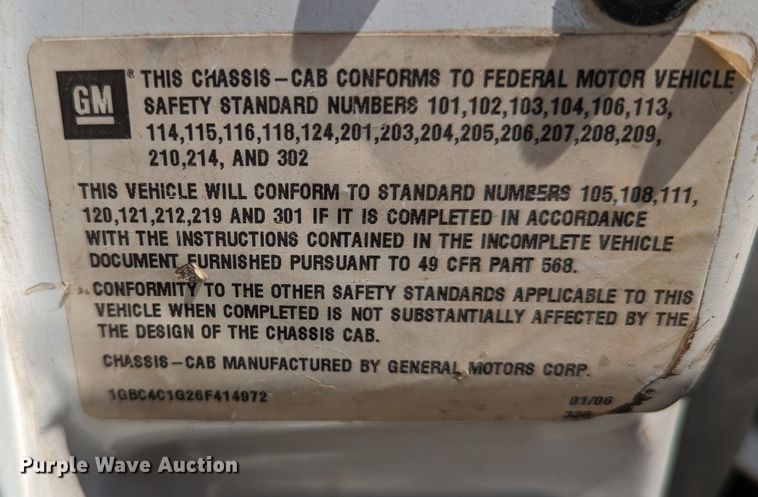 GM
® THIS CHASSIS-CAB CONFORMS TO FEDERAL MOTOR VEHICLE
SAFETY STANDARD NUMBERS 101,102,103,104,106,113,
114,115,116,118,124,201,203,204,205,206,207,208,209,
210,214, AND 302
THIS VEHICLE WILL CONFORM TO STANDARD NUMBERS 105,108,111,
120,121,212,219 AND 301 IF IT IS COMPLETED IN ACCORDANCE
WITH THE INSTRUCTIONS CONTAINED IN THE INCOMPLETE VEHICLE
DOCUMENT FURNISHED PURSUANT TO 49 CFR PART 568.
CONFORMITY TO THE OTHER SAFETY STANDARDS APPLICABLE TO THIS
VEHICLE WHEN COMPLETED IS NOT SUBSTANTIALLY AFFECTED BY THE
THE DESIGN OF THE CHASSIS CAB.
CHASSIS-CAB MANUFACTURED BY GENERAL MOTORS CORP.
1GBC4C1G26F414972 01/06
Purple Wave Auction